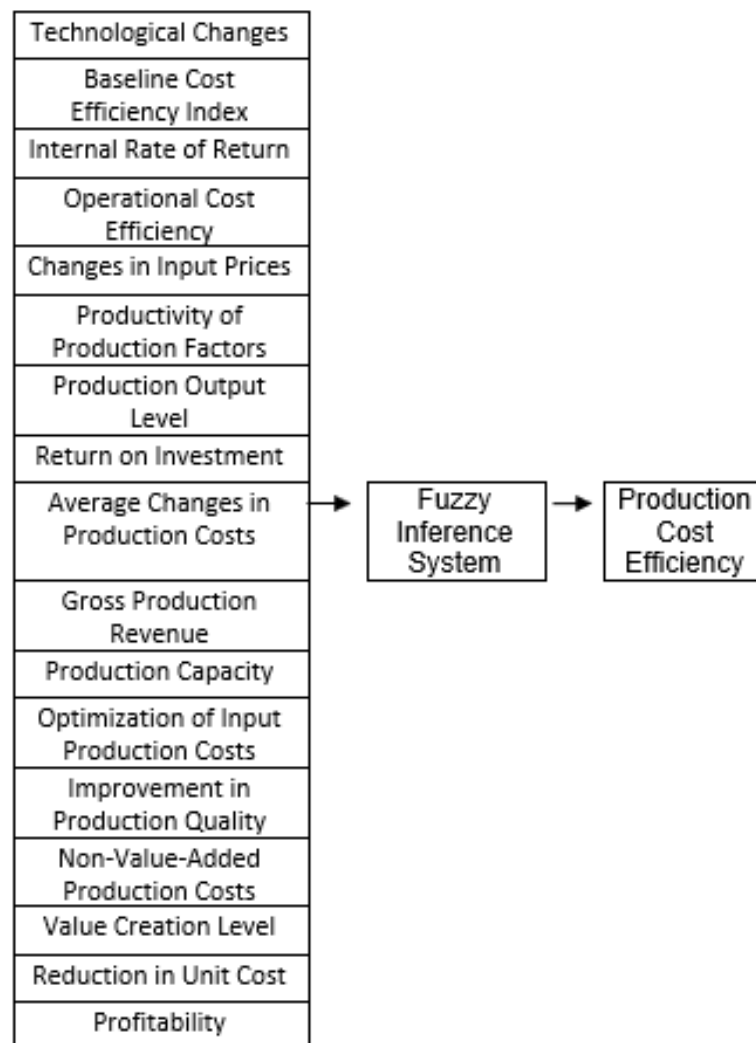 Technological Changes
Baseline Cost
Efficiency Index
Internal Rate of Return
Operational Cost
Efficiency
Changes in Input Prices
Productivity of
Production Factors
Production Output
Level
Return on Investment
Average Changes in
Production Costs
Fuzzy
Inference
System
Production
Cost
Efficiency
Gross Production
Revenue
Production Capacity
Optimization of Input
Production Costs
Improvement in
Production Quality
Non-Value-Added
Production Costs
Value Creation Level
Reduction in Unit Cost
Profitability